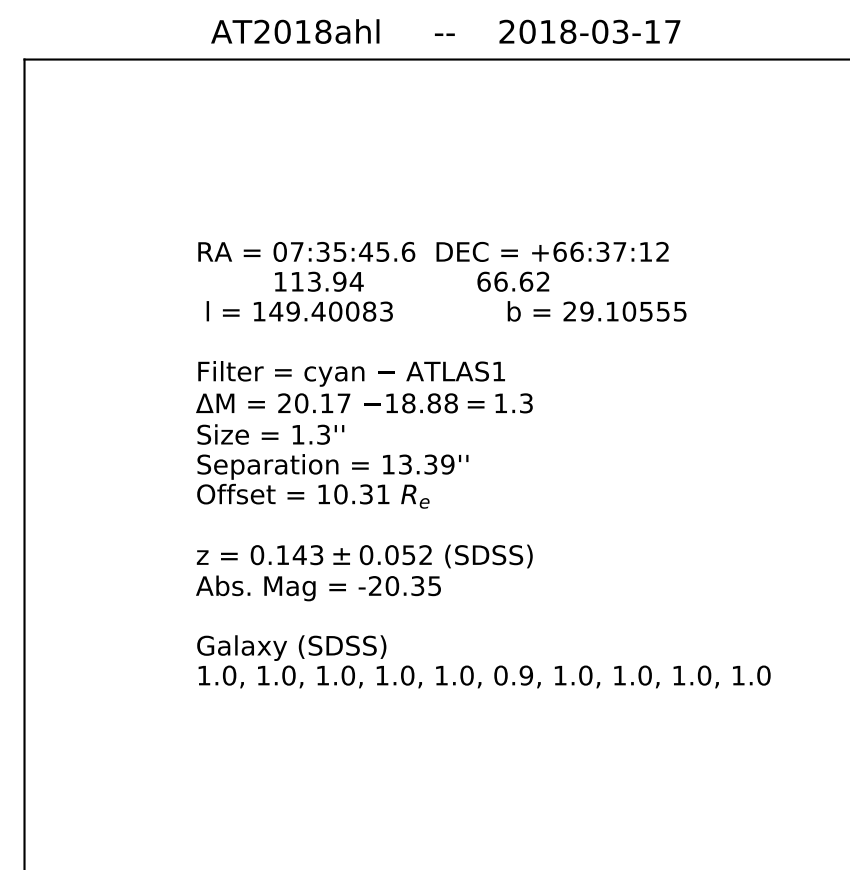 AT2018ahl -- 2018-03-17
RA = 07:35:45.6 DEC = +66:37:12
113.94 66.62
l = 149.40083 b = 29.10555
Filter = cyan − ATLAS1
ΔM = 20.17 −18.88 = 1.3
Size = 1.3''
Separation = 13.39''
Offset = 10.31 Re
z = 0.143 ± 0.052 (SDSS)
Abs. Mag = -20.35
Galaxy (SDSS)
1.0, 1.0, 1.0, 1.0, 1.0, 0.9, 1.0, 1.0, 1.0, 1.0